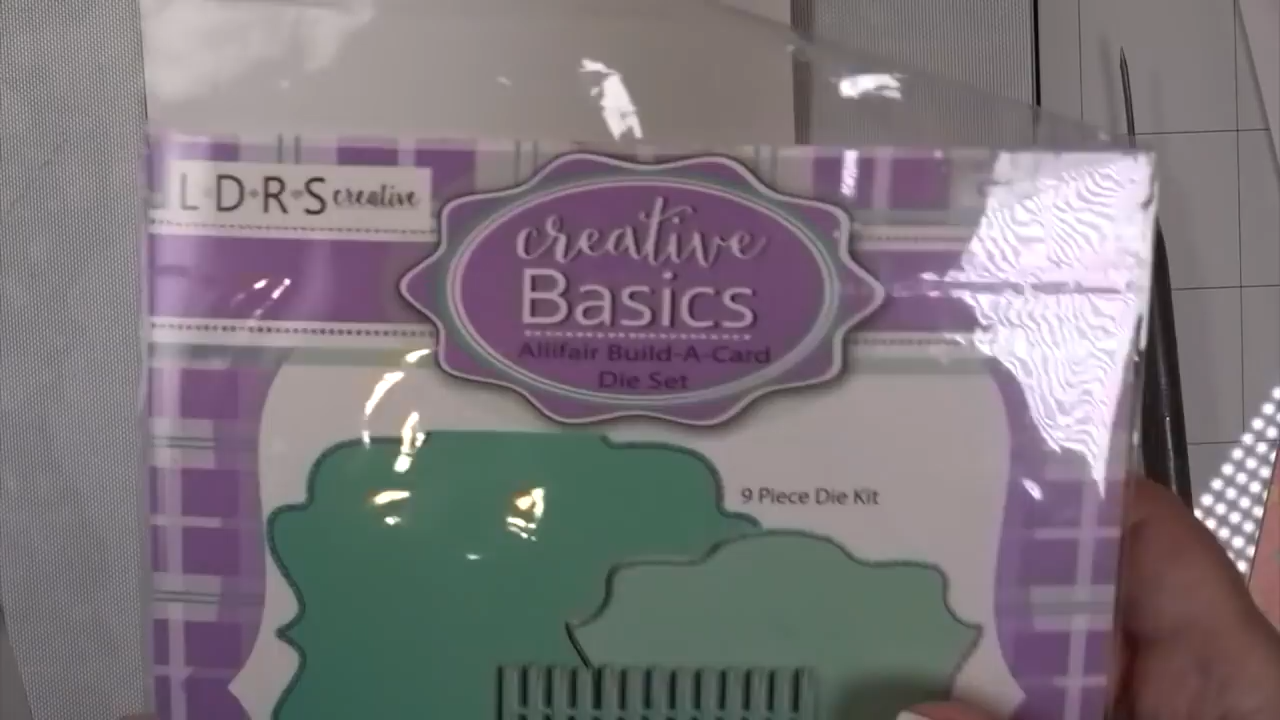 L·D·R·S creative
creative
Basics
Allifair Build-A-Card
Die Set
9 Piece Die Kit